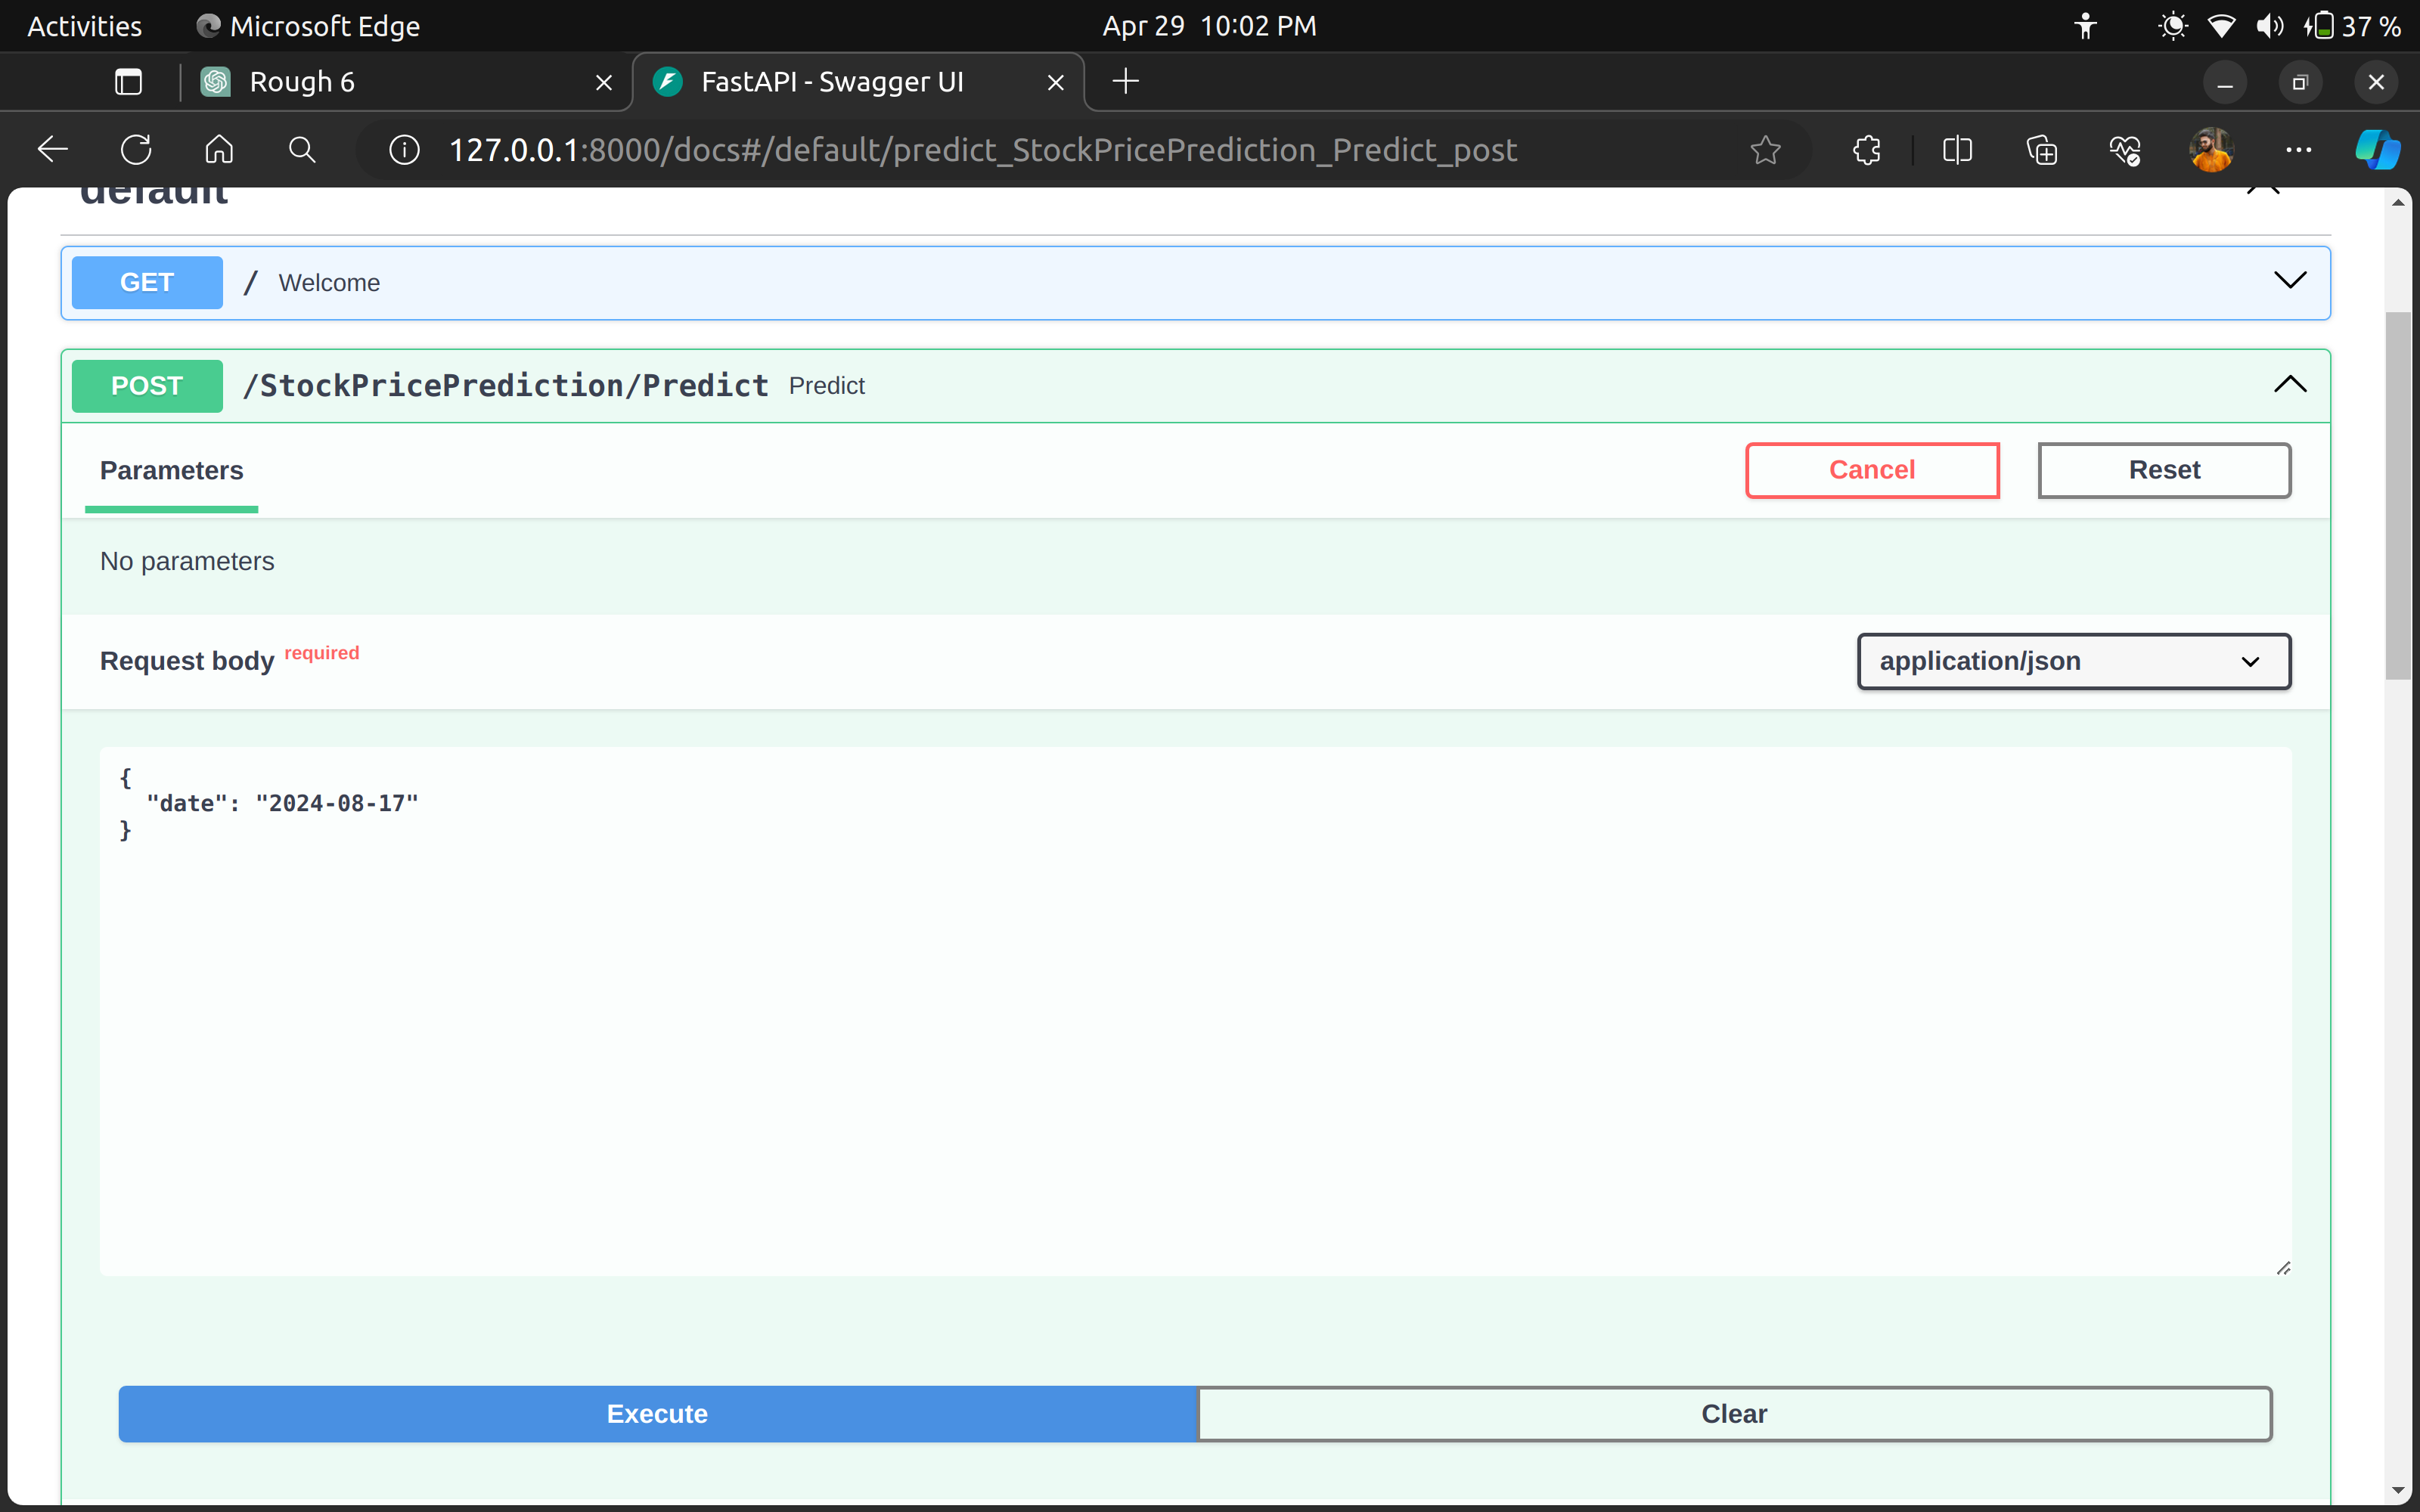 Activities Microsoft Edge Apr 29 10:02 PM 37 %
Rough 6 FastAPI - Swagger UI
127.0.0.1:8000/docs#/default/predict_StockPricePrediction_Predict_post
default
GET / Welcome
POST /StockPricePrediction/Predict Predict
Parameters Cancel Reset
No parameters
Request body required application/json
{
"date": "2024-08-17"
}
Execute Clear